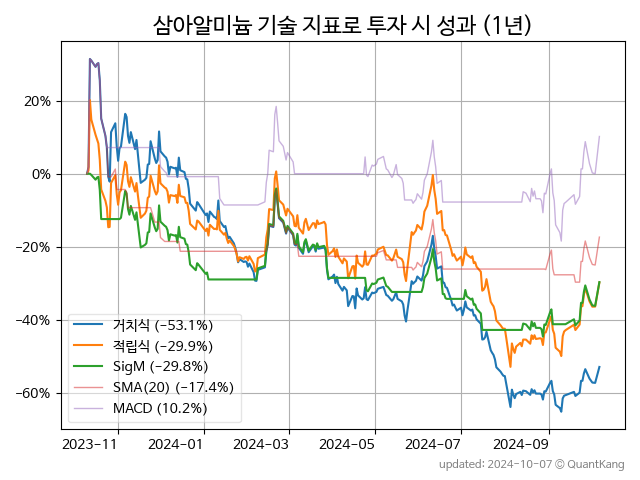 삼아알미늄 기술 지표로 투자 시 성과 (1년)
20%
0%
−20%
−40%
−60%
거치식 (−53.1%)
적립식 (−29.9%)
SigM (−29.8%)
SMA(20) (−17.4%)
MACD (10.2%)
2023−11
2024−01
2024−03
2024−05
2024−07
2024−09
updated: 2024-10-07 © QuantKang